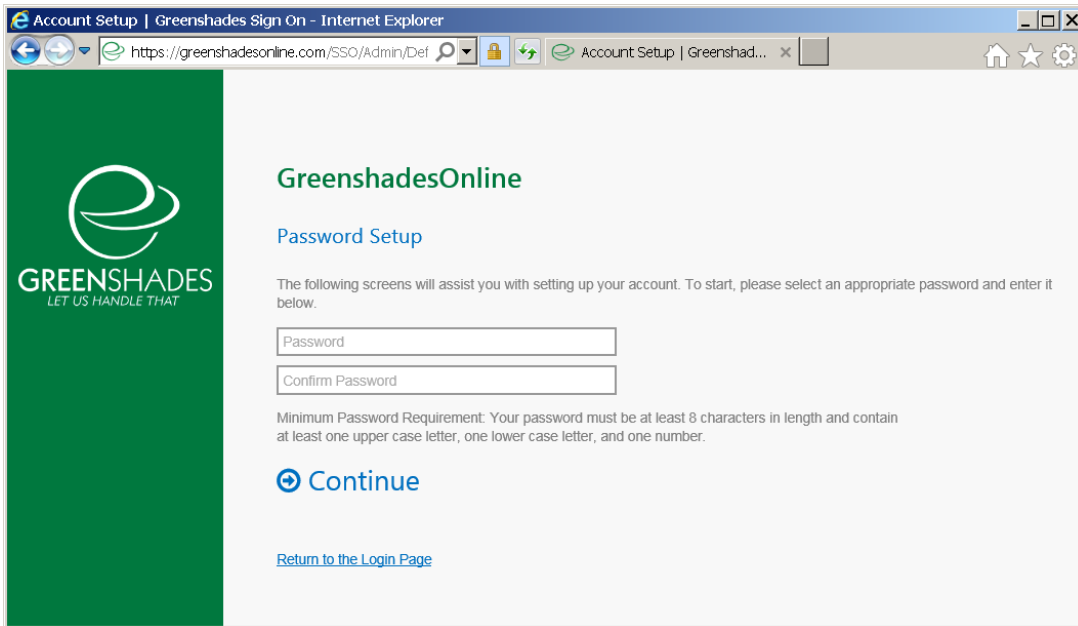 Account Setup | Greenshades Sign On - Internet Explorer
https://greenshadesonline.com/SSO/Admin/Def
Account Setup | Greenshad...
GREENSHADES
LET US HANDLE THAT
GreenshadesOnline
Password Setup
The following screens will assist you with setting up your account. To start, please select an appropriate password and enter it
below.
Password
Confirm Password
Minimum Password Requirement: Your password must be at least 8 characters in length and contain
at least one upper case letter, one lower case letter, and one number.
Continue
Return to the Login Page